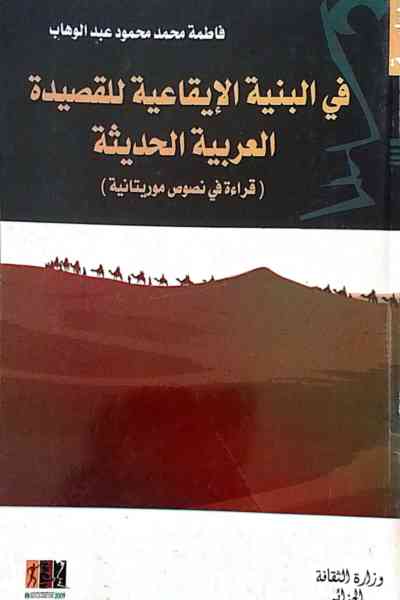 فاطمة محمد محمود عبد الوهاب
في البنية الإيقاعية للقصيدة
العربية الحديثة
( قراءة في نصوص موريتانية )
وزارة الثقافة